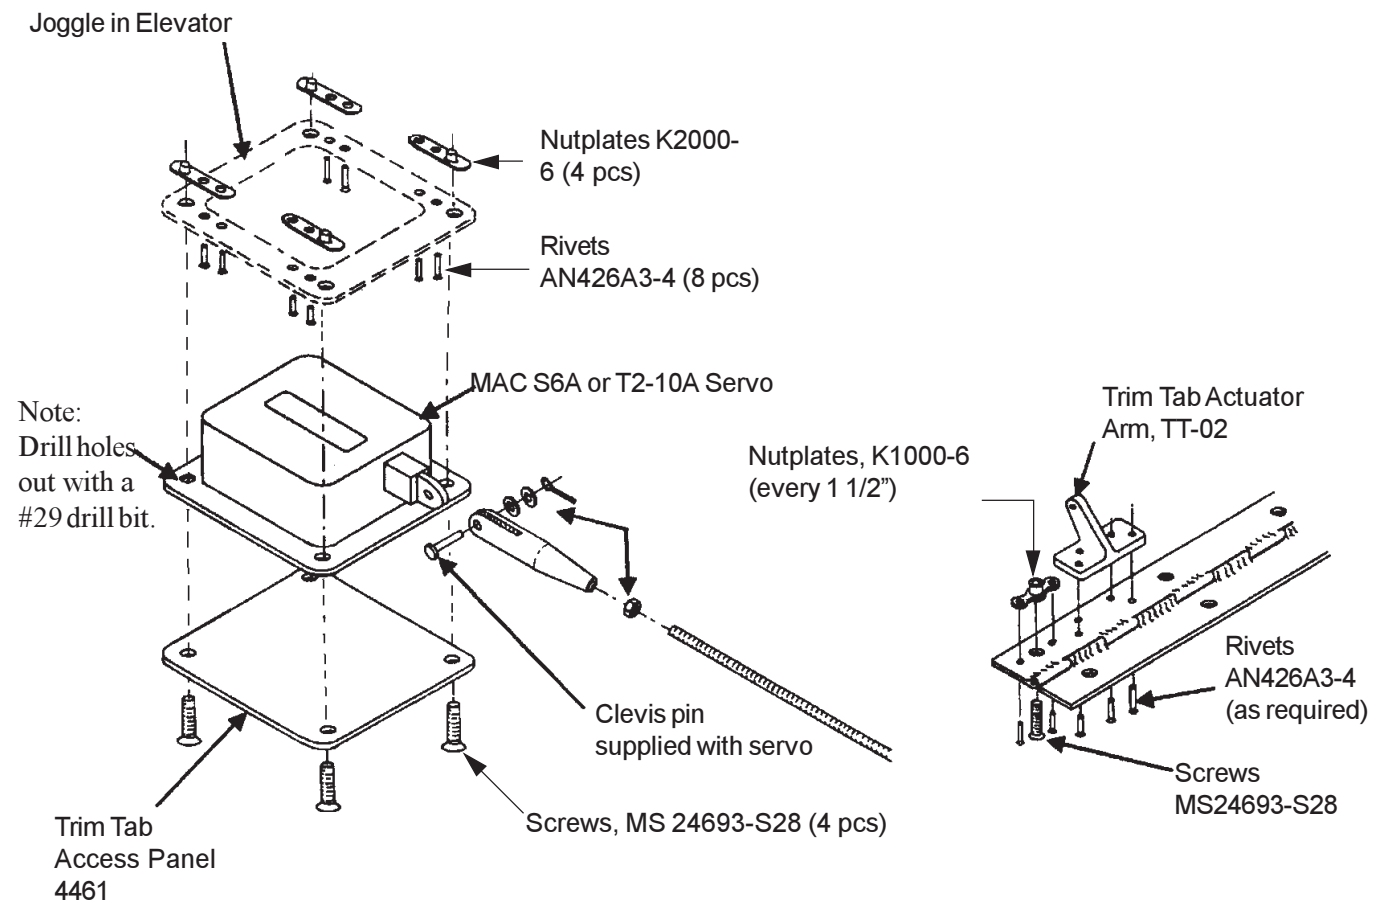 Joggle in Elevator
Nutplates K2000-
6 (4 pcs)
Rivets
AN426A3-4 (8 pcs)
MAC S6A or T2-10A Servo
Note:
Drill holes
out with a
#29 drill bit.
Nutplates, K1000-6
(every 1 1/2”)
Trim Tab Actuator
Arm, TT-02
Rivets
AN426A3-4
(as required)
Clevis pin
supplied with servo
Screws
MS24693-S28
Screws, MS 24693-S28 (4 pcs)
Trim Tab
Access Panel
4461